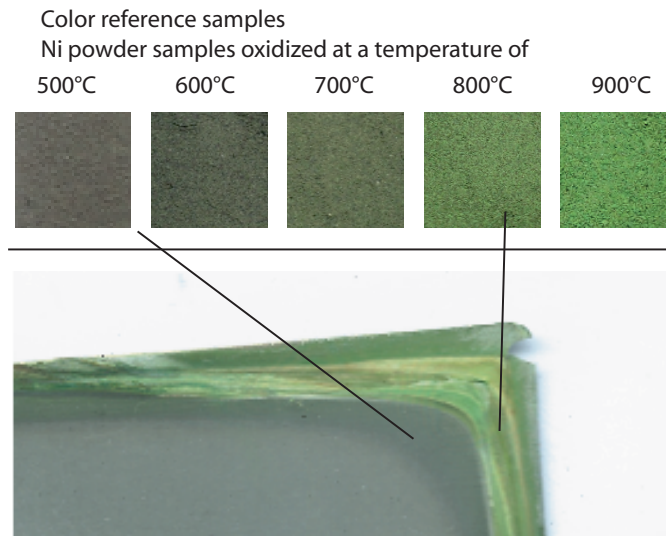 Color reference samples
Ni powder samples oxidized at a temperature of
500°C 600°C 700°C 800°C 900°C